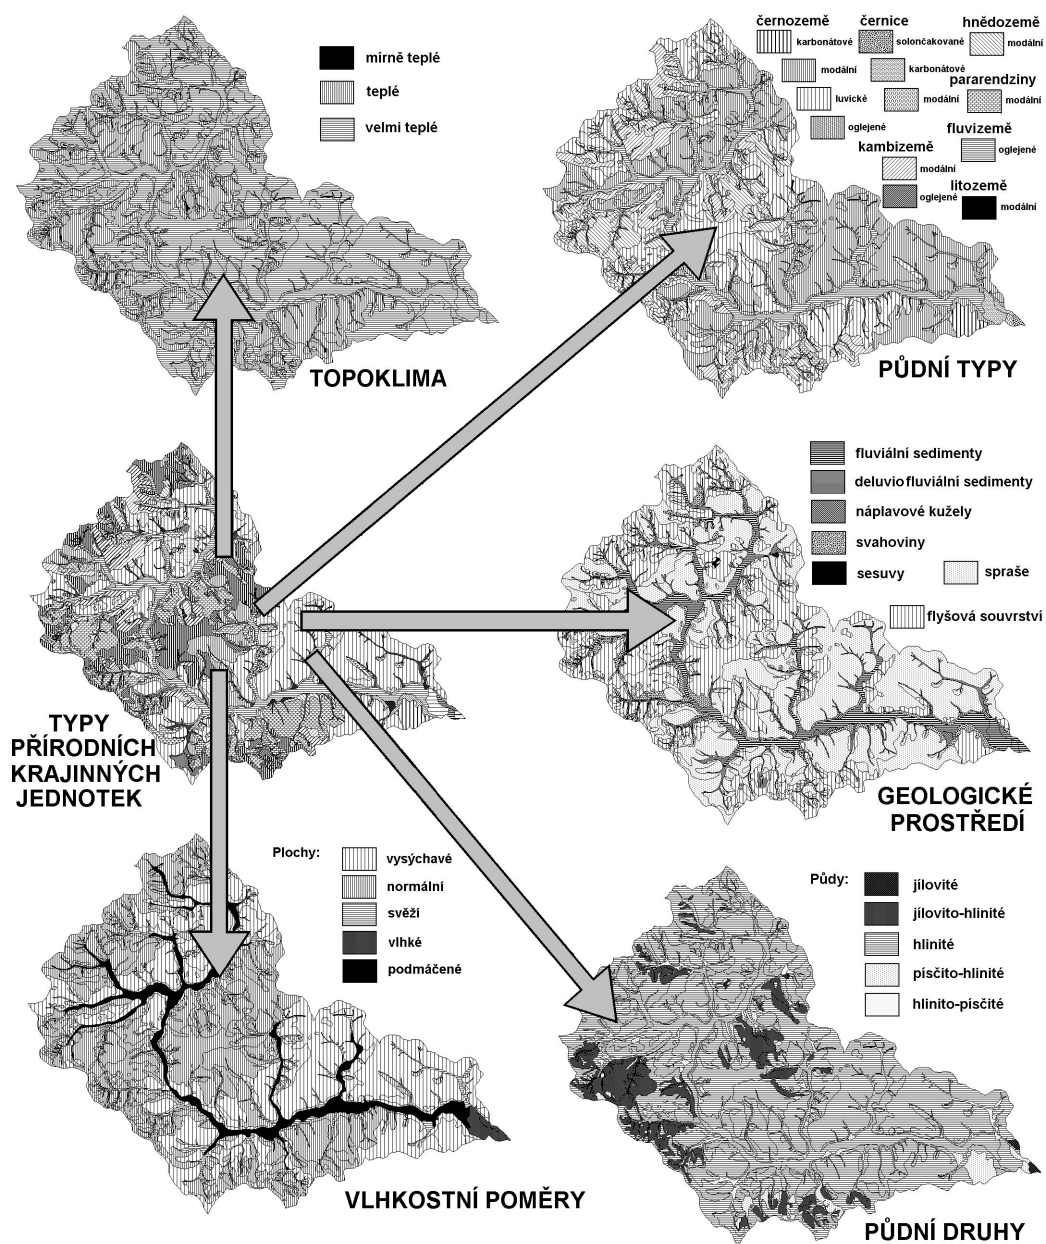 mírně teplé
teplé
velmi teplé
TOPOKLIMA
černozemě
karbonátové
modální
luvické
oglejené
černice
solončakované
karbonátové
modální
hnědozemě
modální
pararendziny
modální
kambizemě
modální
oglejené
fluvizemě
oglejené
litozemě
modální
PŮDNÍ TYPY
TYPY
PŘÍRODNÍCH
KRAJINNÝCH
JEDNOTEK
fluviální sedimenty
deluviofluviální sedimenty
náplavové kužely
svahoviny
sesuvy
spraše
flyšová souvrství
GEOLOGICKÉ
PROSTŘEDÍ
Plochy:
vysýchavé
normální
svěží
vlhké
podmáčené
VLHKOSTNÍ POMĚRY
Půdy:
jílovité
jílovito-hlinité
hlinité
písčito-hlinité
hlinito-písčité
PŮDNÍ DRUHY